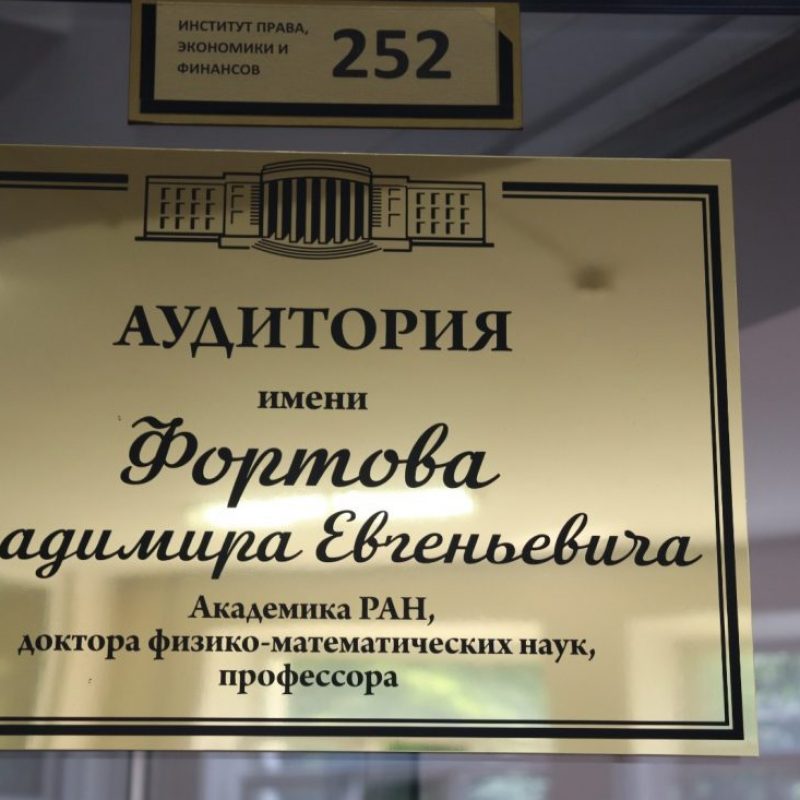 ИНСТИТУТ ПРАВА,
ЭКОНОМИКИ И
ФИНАНСОВ
252
АУДИТОРИЯ
имени
Фортова
адимира Евгеньевича
Академика РАН,
доктора физико-математических наук,
профессора